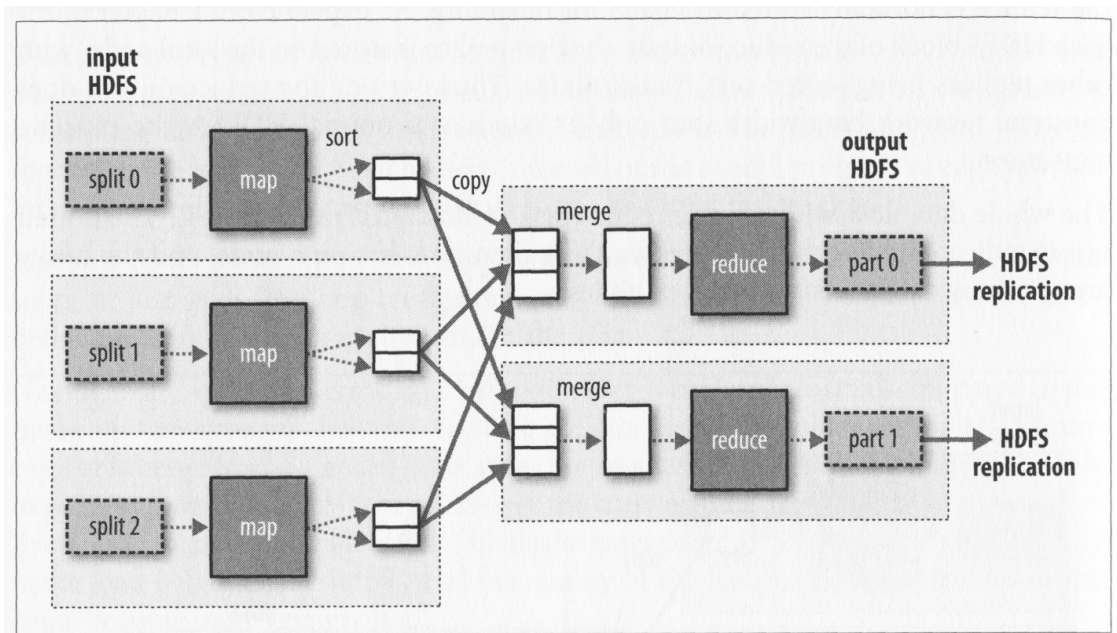 input
HDFS
sort
split 0
map
copy
split 1
map
split 2
map
output
HDFS
merge
reduce
part 0
HDFS
replication
merge
reduce
part 1
HDFS
replication